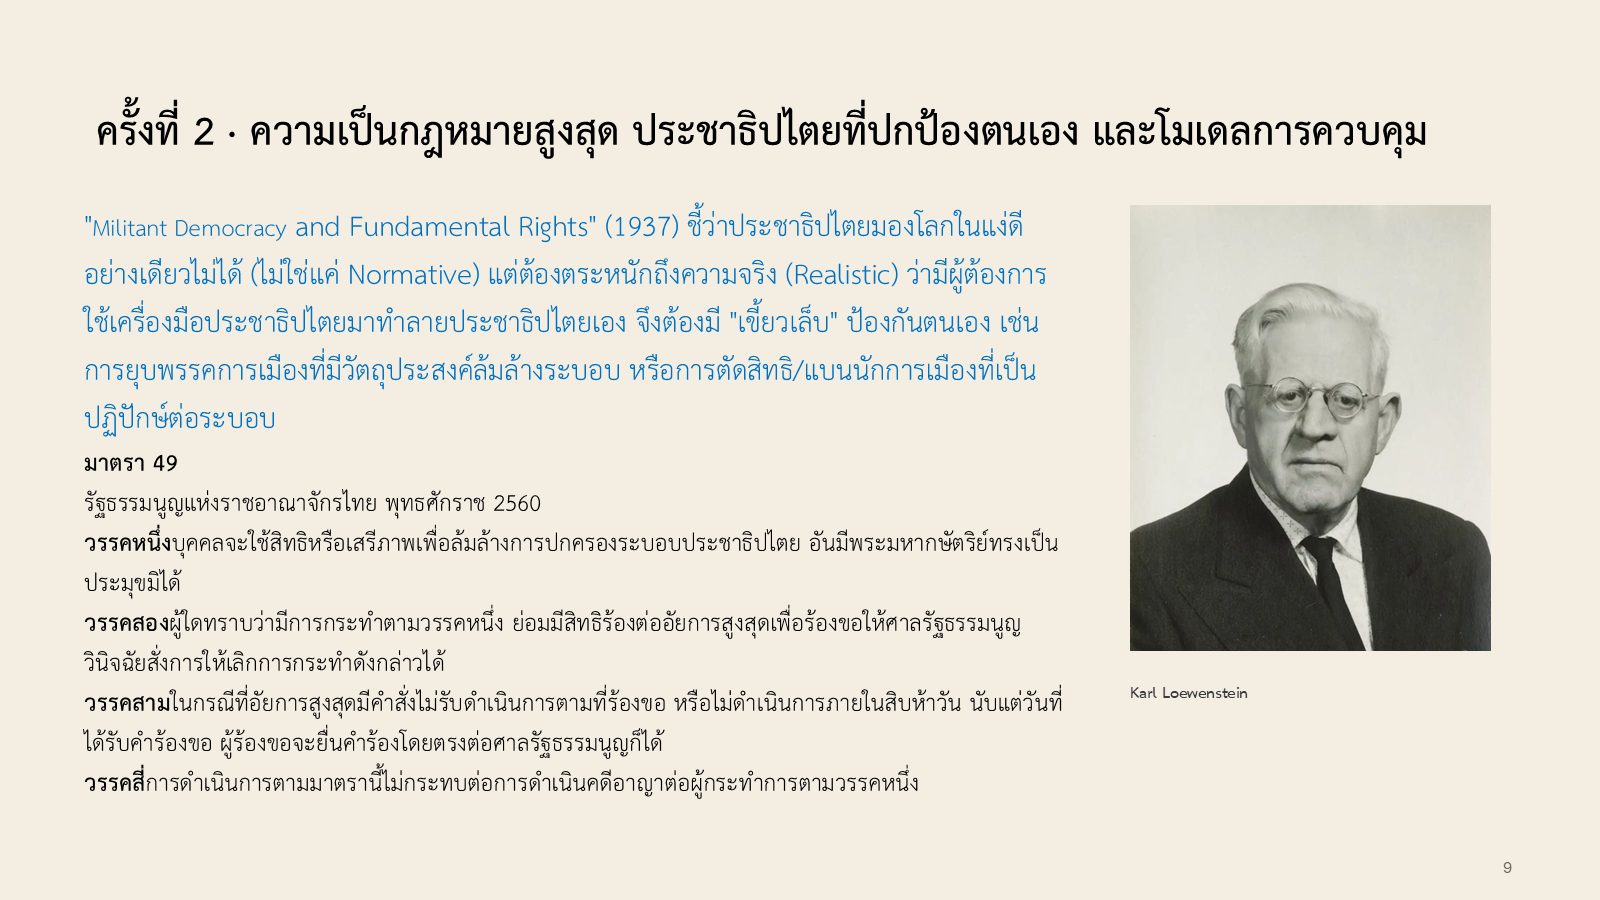 ครั้งที่ 2 · ความเป็นกฎหมายสูงสุด ประชาธิปไตยที่ปกป้องตนเอง และโมเดลการควบคุม
"Militant Democracy and Fundamental Rights" (1937) ชี้ว่าประชาธิปไตยมองโลกในแง่ดี
อย่างเดียวไม่ได้ (ไม่ใช่แค่ Normative) แต่ต้องตระหนักถึงความจริง (Realistic) ว่ามีผู้ต้องการ
ใช้เครื่องมือประชาธิปไตยมาทำลายประชาธิปไตยเอง จึงต้องมี "เขี้ยวเล็บ" ป้องกันตนเอง เช่น
การยุบพรรคการเมืองที่มีวัตถุประสงค์ล้มล้างระบอบ หรือการตัดสิทธิ/แบนนักการเมืองที่เป็น
ปฏิปักษ์ต่อระบอบ
มาตรา 49
รัฐธรรมนูญแห่งราชอาณาจักรไทย พุทธศักราช 2560
วรรคหนึ่งบุคคลจะใช้สิทธิหรือเสรีภาพเพื่อล้มล้างการปกครองระบอบประชาธิปไตย อันมีพระมหากษัตริย์ทรงเป็น
ประมุขมิได้
วรรคสองผู้ใดทราบว่ามีการกระทำตามวรรคหนึ่ง ย่อมมีสิทธิร้องต่ออัยการสูงสุดเพื่อร้องขอให้ศาลรัฐธรรมนูญ
วินิจฉัยสั่งการให้เลิกการกระทำดังกล่าวได้
วรรคสามในกรณีที่อัยการสูงสุดมีคำสั่งไม่รับดำเนินการตามที่ร้องขอ หรือไม่ดำเนินการภายในสิบห้าวัน นับแต่วันที่
ได้รับคำร้องขอ ผู้ร้องขอจะยื่นคำร้องโดยตรงต่อศาลรัฐธรรมนูญก็ได้
วรรคสี่การดำเนินการตามมาตรานี้ไม่กระทบต่อการดำเนินคดีอาญาต่อผู้กระทำการตามวรรคหนึ่ง
Karl Loewenstein
9